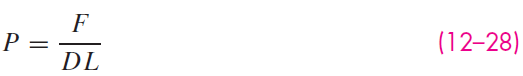 P = F / DL (12–28)